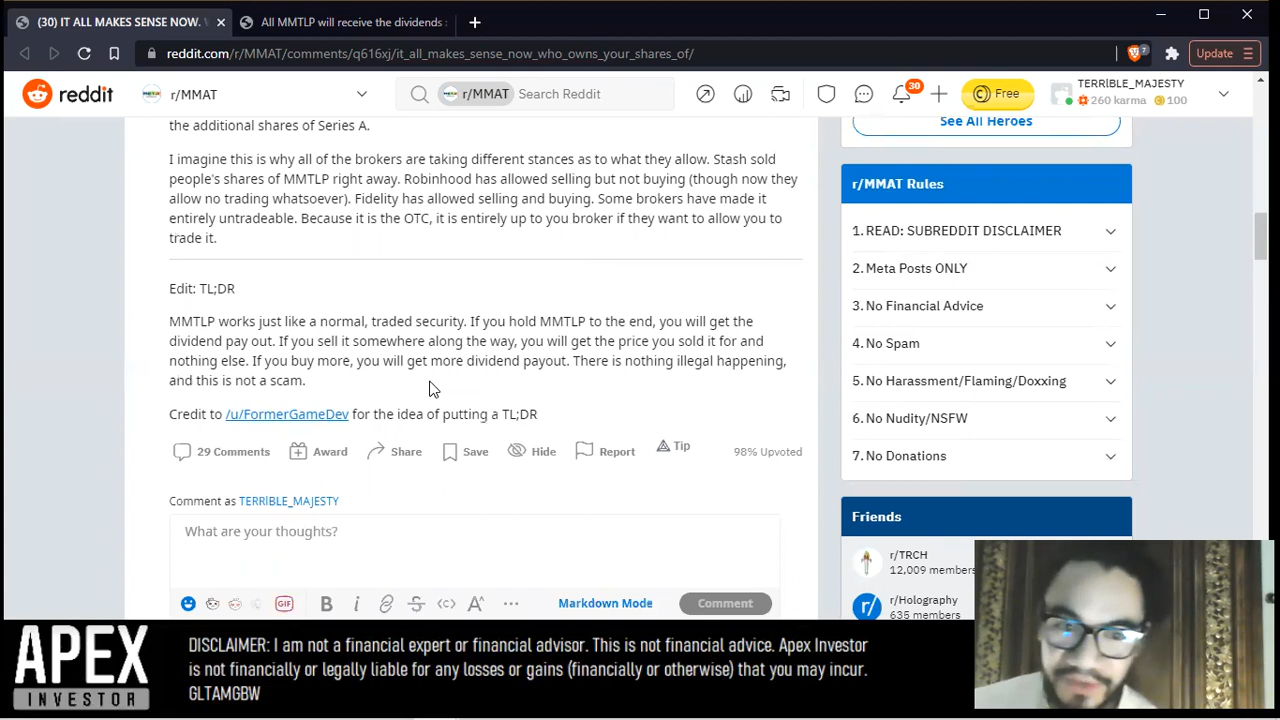 (30) IT ALL MAKES SENSE NOW.
All MMTLP will receive the dividends
reddit.com/r/MMAT/comments/q616xj/it_all_makes_sense_now_who_owns_your_shares_of/
7
Update
reddit
r/MMAT
r/MMAT Search Reddit
30
Free
TERRIBLE_MAJESTY
260 karma 100
the additional shares of Series A.
I imagine this is why all of the brokers are taking different stances as to what they allow. Stash sold
people's shares of MMTLP right away. Robinhood has allowed selling but not buying (though now they
allow no trading whatsoever). Fidelity has allowed selling and buying. Some brokers have made it
entirely untradeable. Because it is the OTC, it is entirely up to you broker if they want to allow you to
trade it.
Edit: TL;DR
MMTLP works just like a normal, traded security. If you hold MMTLP to the end, you will get the
dividend pay out. If you sell it somewhere along the way, you will get the price you sold it for and
nothing else. If you buy more, you will get more dividend payout. There is nothing illegal happening,
and this is not a scam.
Credit to /u/FormerGameDev for the idea of putting a TL;DR
29 Comments Award Share Save Hide Report Tip 98% Upvoted
Comment as TERRIBLE_MAJESTY
What are your thoughts?
GIF B i Markdown Mode Comment
See All Heroes
r/MMAT Rules
1. READ: SUBREDDIT DISCLAIMER
2. Meta Posts ONLY
3. No Financial Advice
4. No Spam
5. No Harassment/Flaming/Doxxing
6. No Nudity/NSFW
7. No Donations
Friends
r/TRCH
12,009 members
r/Holography
635 members
APEX
INVESTOR
DISCLAIMER: I am not a financial expert or financial advisor. This is not financial advice. Apex Investor
is not financially or legally liable for any losses or gains (financially or otherwise) that you may incur.
GLTAMGBW